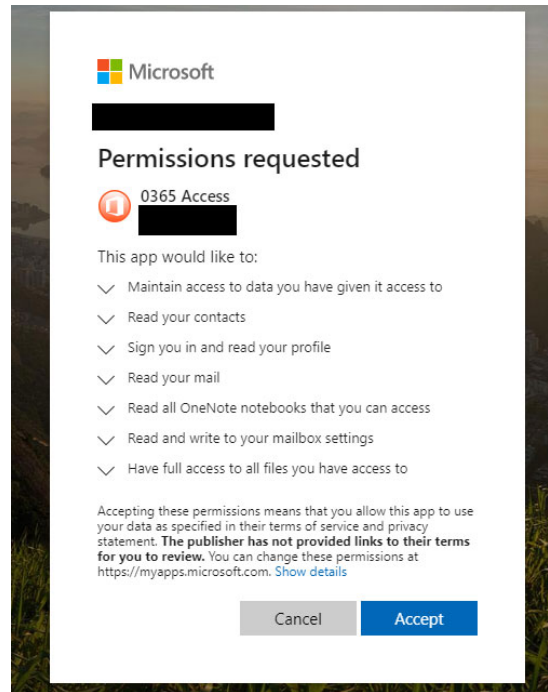 Microsoft
Permissions requested
0365 Access
This app would like to:
Maintain access to data you have given it access to
Read your contacts
Sign you in and read your profile
Read your mail
Read all OneNote notebooks that you can access
Read and write to your mailbox settings
Have full access to all files you have access to
Accepting these permissions means that you allow this app to use
your data as specified in their terms of service and privacy
statement. The publisher has not provided links to their terms
for you to review. You can change these permissions at
https://myapps.microsoft.com. Show details
Cancel Accept